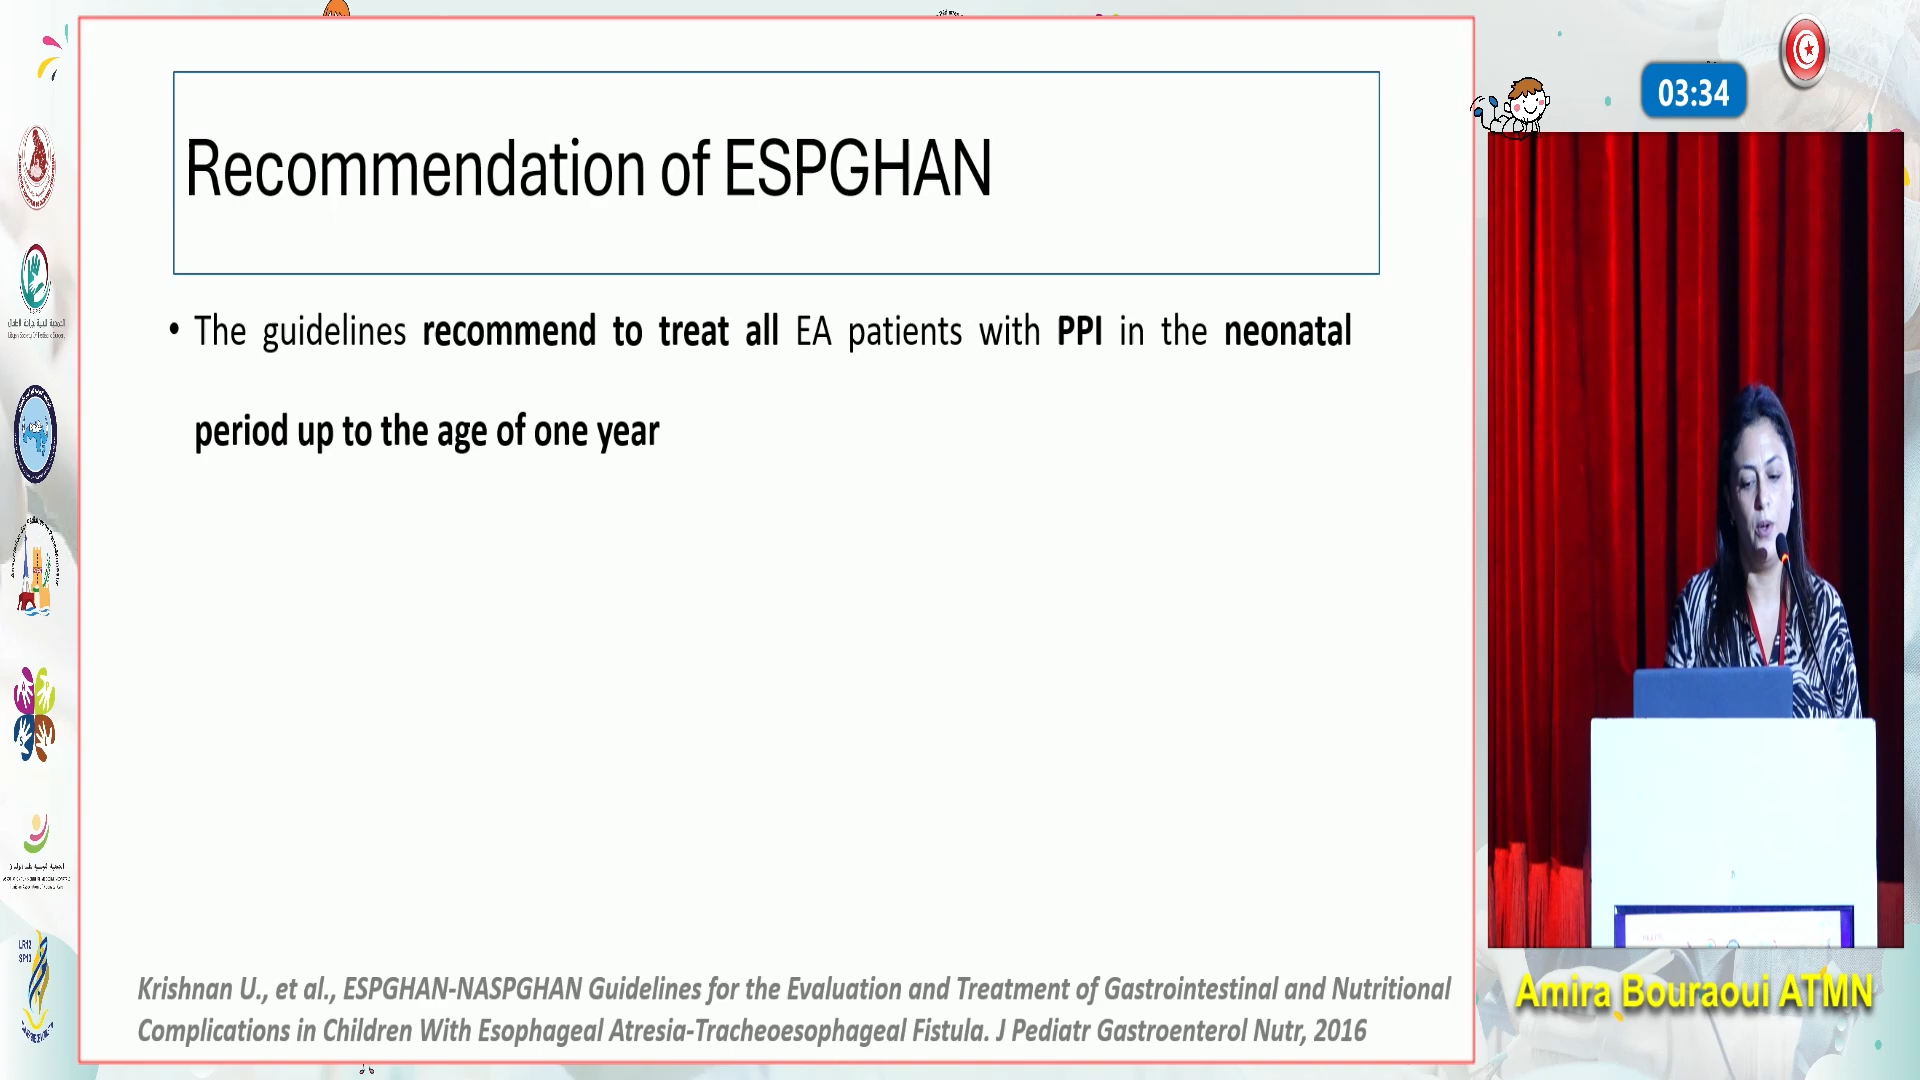 Recommendation of ESPGHAN
03:34
• The guidelines recommend to treat all EA patients with PPI in the neonatal
period up to the age of one year
Krishnan U., et al., ESPGHAN-NASPGHAN Guidelines for the Evaluation and Treatment of Gastrointestinal and Nutritional
Complications in Children With Esophageal Atresia-Tracheoesophageal Fistula. J Pediatr Gastroenterol Nutr, 2016
Amira Bouraoui ATMN
LR12
SP13